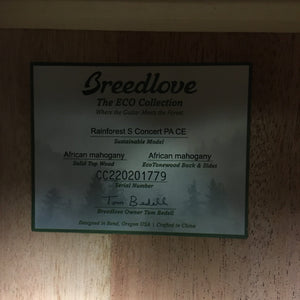 Breedlove
The ECO Collection
Where the Guitar Meets the Forest.
Rainforest S Concert PA CE
Sustainable Model
African mahogany African mahogany
Solid Top Wood EcoTonewood Back & Sides
CC220201779
Serial Number
Tom Bedell
Breedlove Owner Tom Bedell
Designed in Bend, Oregon USA | Crafted in China